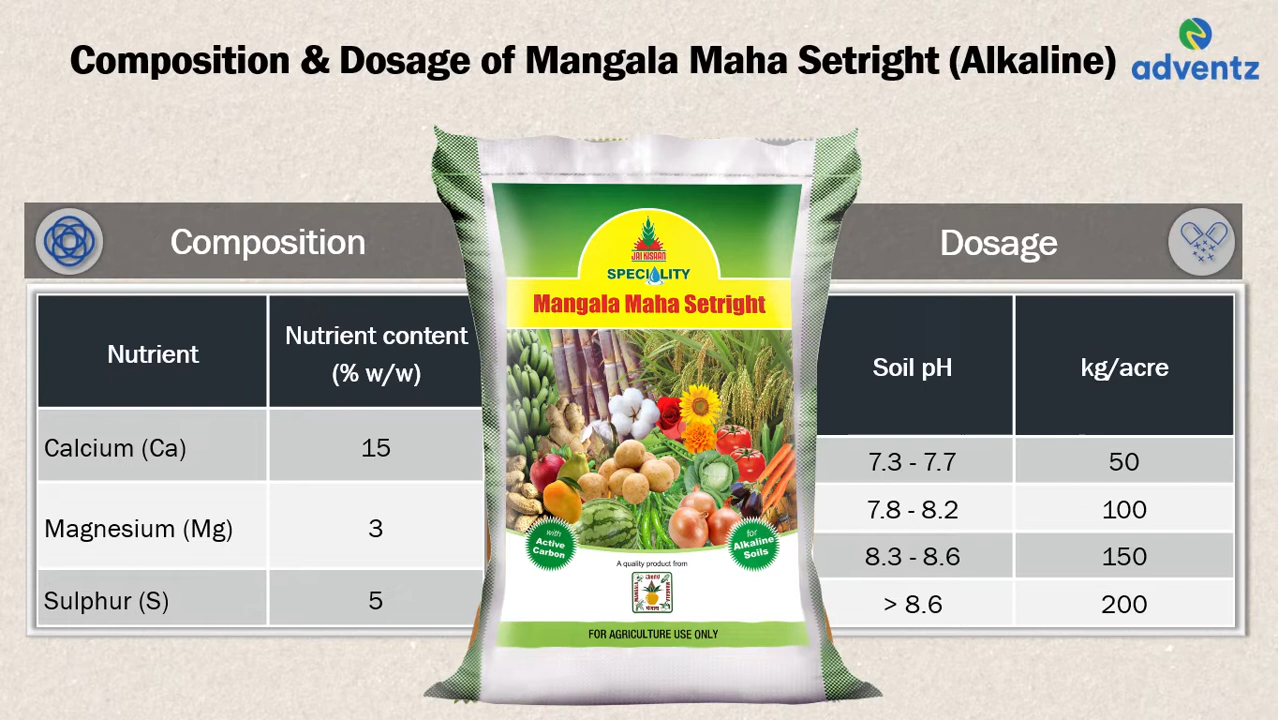 Composition & Dosage of Mangala Maha Setright (Alkaline)
adventz
Composition
Nutrient
Nutrient content
(% w/w)
Calcium (Ca)
15
Magnesium (Mg)
3
Sulphur (S)
5
JAI KISAAN
SPECIALITY
Mangala Maha Setright
with
Active
Carbon
for
Alkaline
Soils
A quality product from
FOR AGRICULTURE USE ONLY
Dosage
Soil pH
kg/acre
7.3 - 7.7
50
7.8 - 8.2
100
8.3 - 8.6
150
> 8.6
200